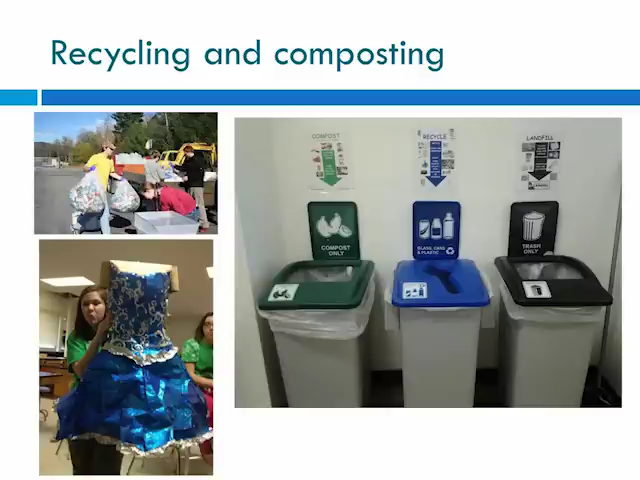 Recycling and composting
COMPOST
RECYCLE
LANDFILL
COMPOST
ONLY
GLASS, CANS
& PLASTIC
TRASH
ONLY